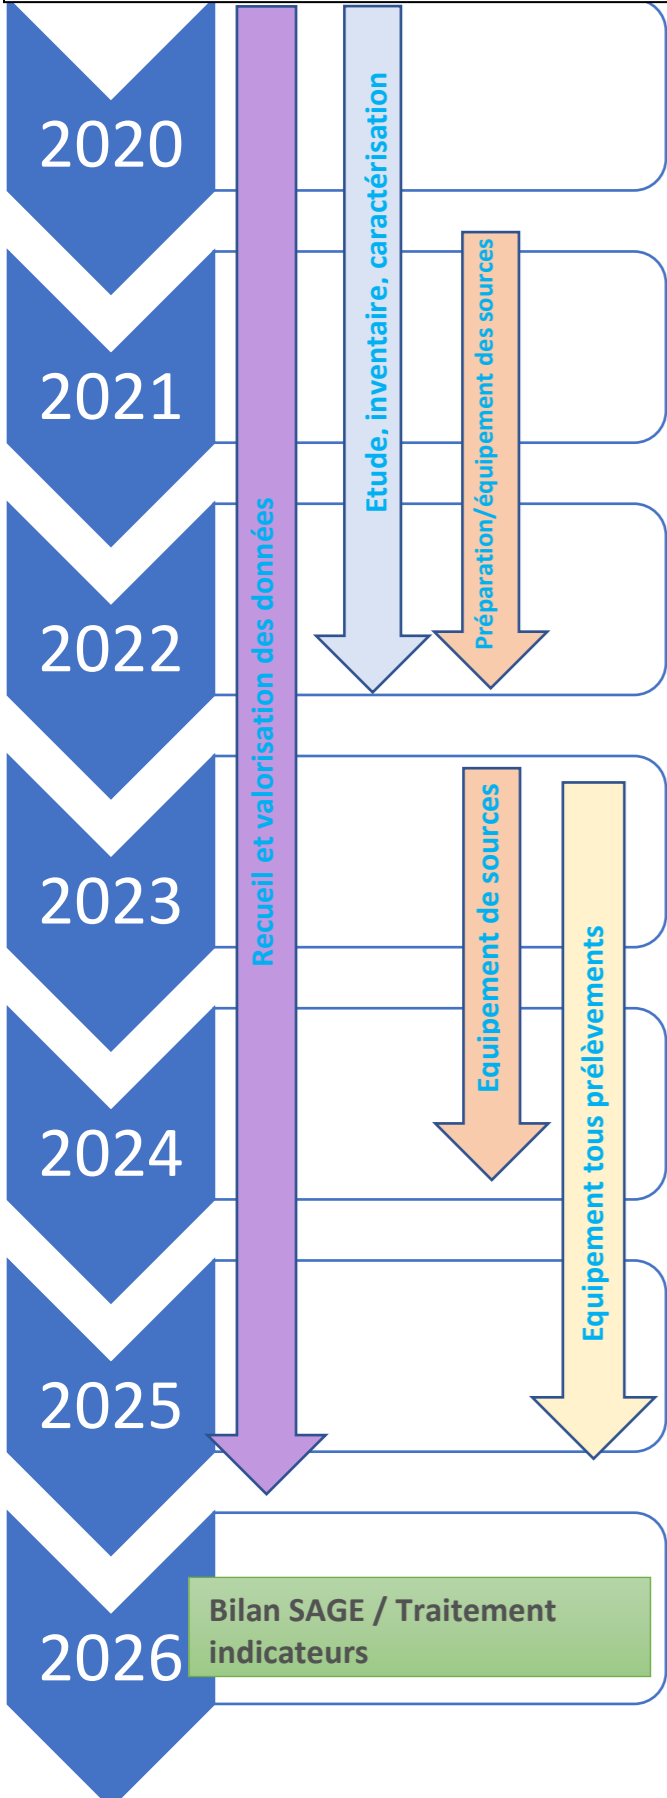 2020
Etude, inventaire, caractérisation
2021
Préparation/équipement des sources
2022
Recueil et valorisation des données
2023
Equipement de sources
2024
Equipement tous prélèvements
2025
2026
Bilan SAGE / Traitement
indicateurs